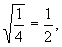 √(1/4) = 1/2,